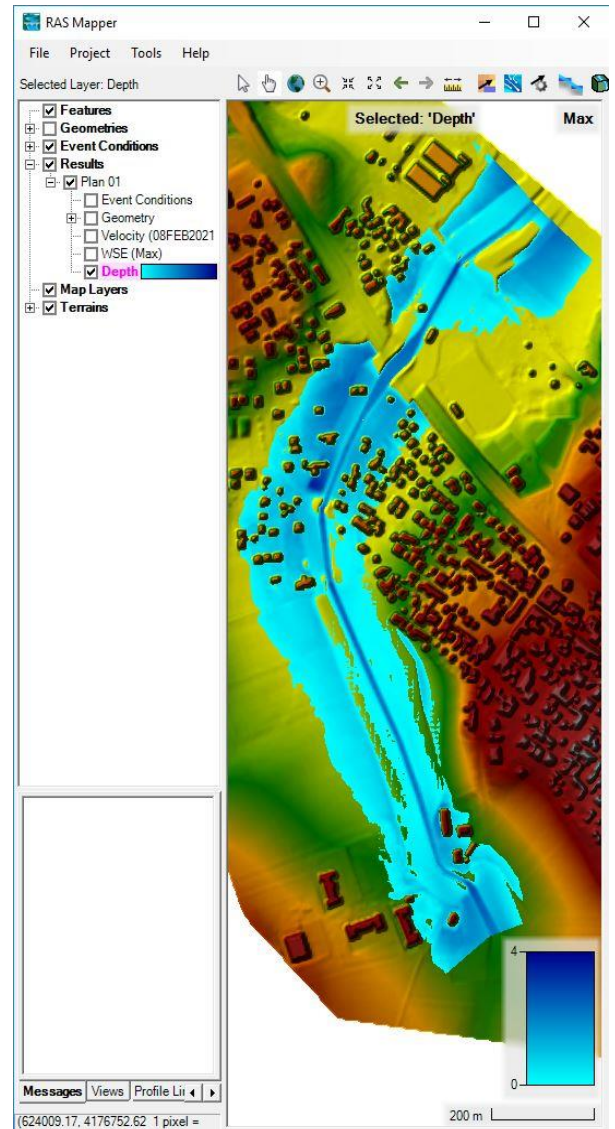 RAS Mapper
File Project Tools Help
Selected Layer: Depth
Features
Geometries
Event Conditions
Results
Plan 01
Event Conditions
Geometry
Velocity (08FEB2021
WSE (Max)
Depth
Map Layers
Terrains
Selected: 'Depth' Max
4
0
Messages Views Profile Lin
200 m
(624009.17, 4176752.62 1 pixel =